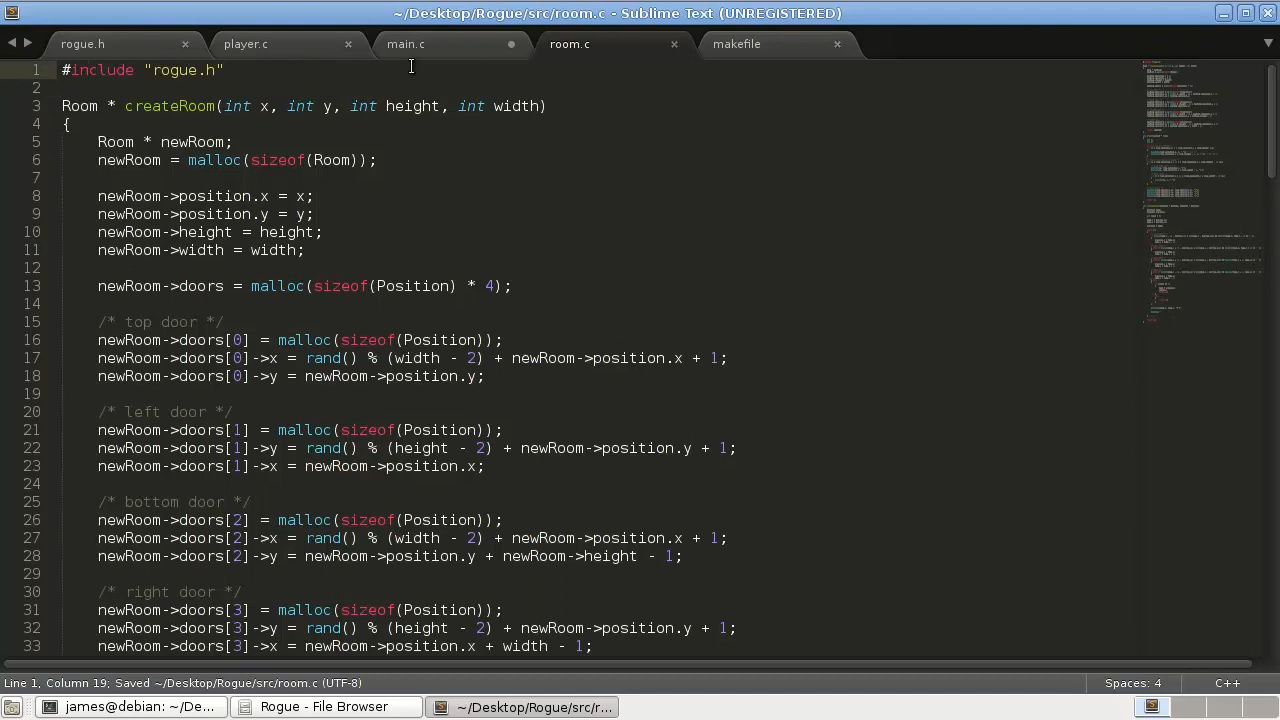 ~/Desktop/Rogue/src/room.c - Sublime Text (UNREGISTERED)
rogue.h player.c main.c room.c makefile
1 #include "rogue.h"
2
3 Room * createRoom(int x, int y, int height, int width)
4 {
5 Room * newRoom;
6 newRoom = malloc(sizeof(Room));
7
8 newRoom->position.x = x;
9 newRoom->position.y = y;
10 newRoom->height = height;
11 newRoom->width = width;
12
13 newRoom->doors = malloc(sizeof(Position) * 4);
14
15 /* top door */
16 newRoom->doors[0] = malloc(sizeof(Position));
17 newRoom->doors[0]->x = rand() % (width - 2) + newRoom->position.x + 1;
18 newRoom->doors[0]->y = newRoom->position.y;
19
20 /* left door */
21 newRoom->doors[1] = malloc(sizeof(Position));
22 newRoom->doors[1]->y = rand() % (height - 2) + newRoom->position.y + 1;
23 newRoom->doors[1]->x = newRoom->position.x;
24
25 /* bottom door */
26 newRoom->doors[2] = malloc(sizeof(Position));
27 newRoom->doors[2]->x = rand() % (width - 2) + newRoom->position.x + 1;
28 newRoom->doors[2]->y = newRoom->position.y + newRoom->height - 1;
29
30 /* right door */
31 newRoom->doors[3] = malloc(sizeof(Position));
32 newRoom->doors[3]->y = rand() % (height - 2) + newRoom->position.y + 1;
33 newRoom->doors[3]->x = newRoom->position.x + width - 1;
Line 1, Column 19; Saved ~/Desktop/Rogue/src/room.c (UTF-8) Spaces: 4 C++
james@debian: ~/De... Rogue - File Browser ~/Desktop/Rogue/src/r...